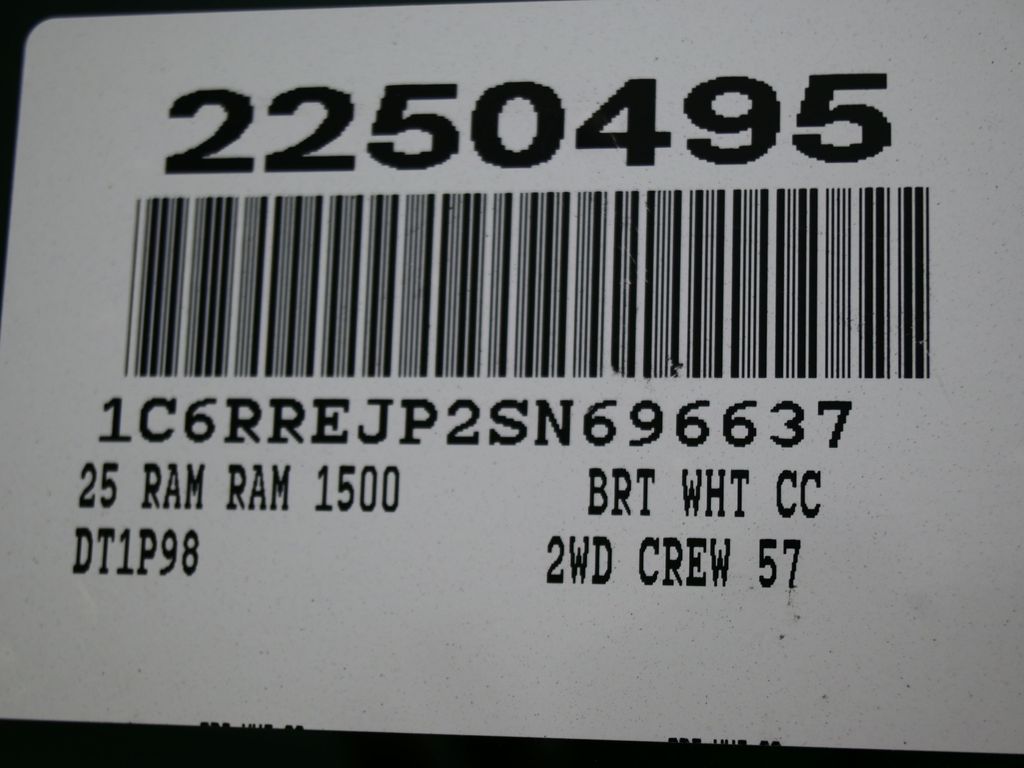 2250495
1C6RREJP2SN696637
25 RAM RAM 1500 BRT WHT CC
DT1P98 2WD CREW 57